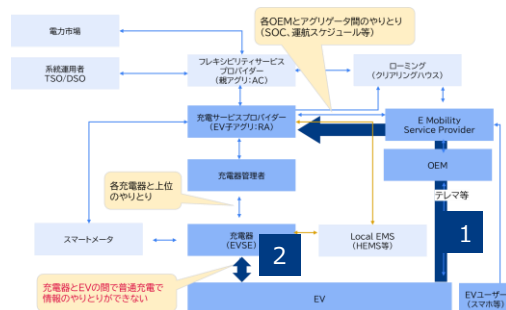 各OEMとアグリゲータ間のやりとり
(SOC、運航スケジュール等)
電力市場
フレキシビリティサービス
プロバイダー
(親アグリ:AC)
ローミング
(クリアリングハウス)
系統運用者
TSO/DSO
充電サービスプロバイダー
(EV子アグリ:RA)
E Mobility
Service Provider
OEM
充電器管理者
各充電器と上位
のやりとり
テレマ等
スマートメータ
充電器
(EVSE)
2
Local EMS
(HEMS等)
1
充電器とEVの間で普通充電で
情報のやりとりができない
EV
EVユーザー
(スマホ等)